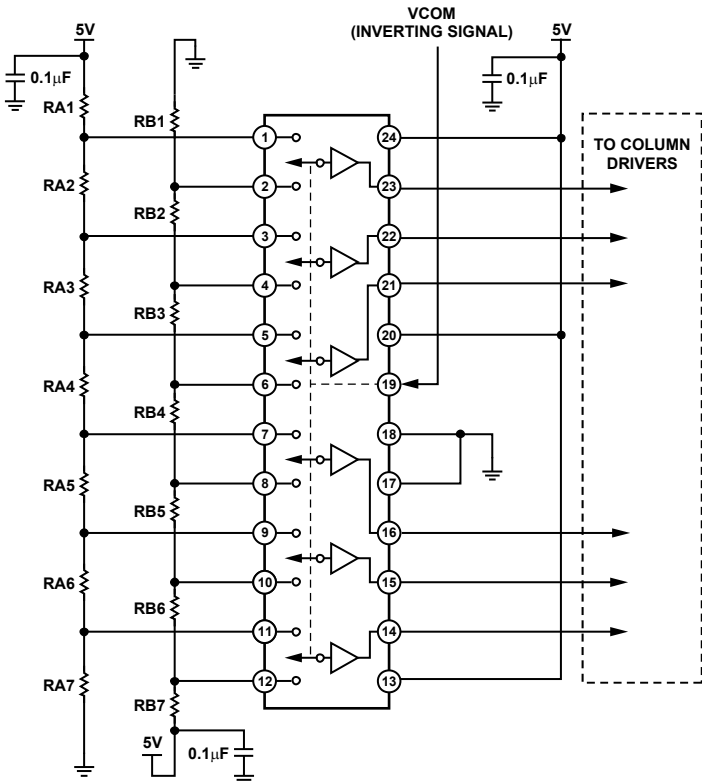 VCOM
(INVERTING SIGNAL)
5V
5V
0.1μF
0.1μF
RA1
RB1
1
24
TO COLUMN
DRIVERS
RA2
2
23
RB2
3
22
RA3
4
21
RB3
5
20
RA4
6
19
RB4
7
18
RA5
8
17
RB5
9
16
RA6
10
15
RB6
11
14
RA7
12
13
RB7
5V
0.1μF